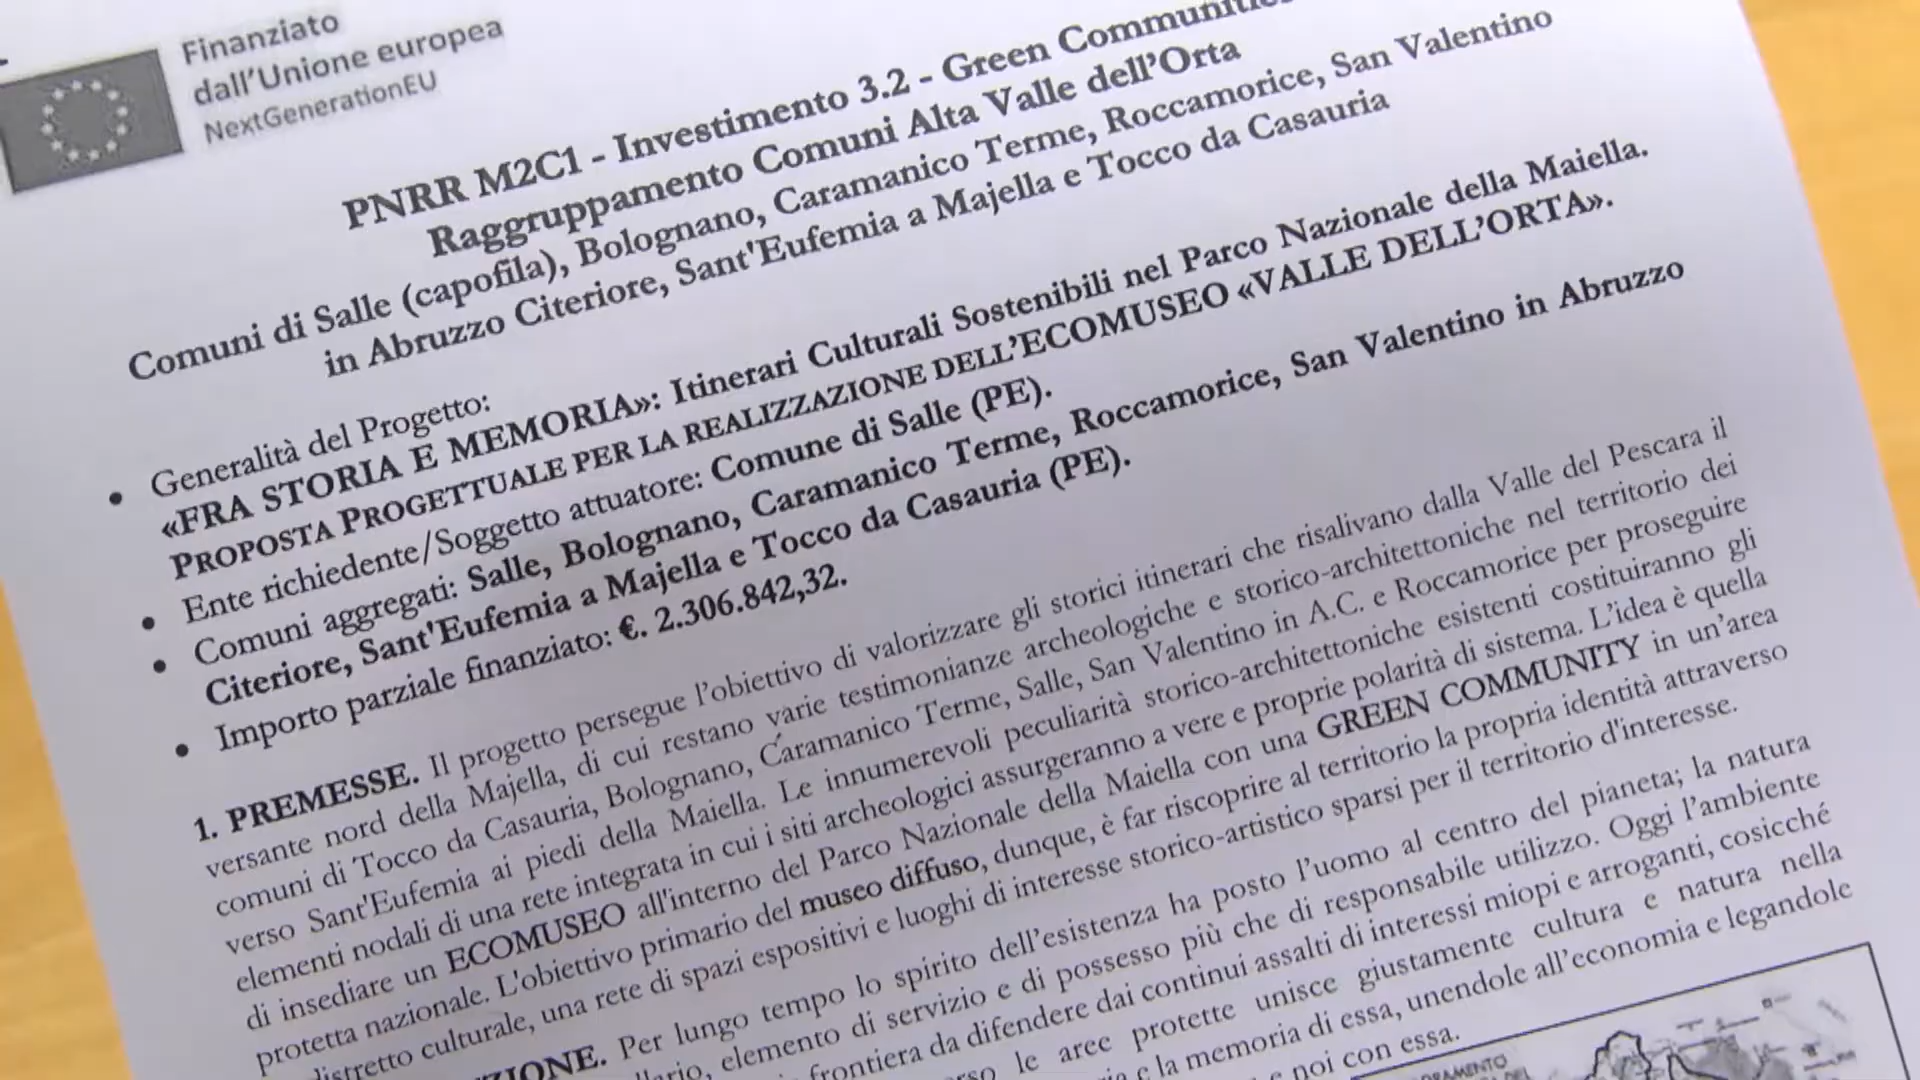 Finanziato
dall'Unione europea
NextGenerationEU
PNRR M2C1 - Investimento 3.2 - Green
Raggruppamento Comuni Alta Valle dell'Orta
Comuni di Salle (capofila), Bolognano, Caramanico Terme, Roccamorice, San Valentino
in Abruzzo Citeriore, Sant'Eufemia a Majella e Tocco da Casauria
Generalità del Progetto:
• «FRA STORIA E MEMORIA»: Itinerari Culturali Sostenibili nel Parco Nazionale della Maiella.
PROPOSTA PROGETTUALE PER LA REALIZZAZIONE DELL'ECOMUSEO «VALLE DELL'ORTA».
• Ente richiedente/Soggetto attuatore: Comune di Salle (PE).
• Comuni aggregati: Salle, Bolognano, Caramanico Terme, Roccamorice, San Valentino in Abruzzo
Citeriore, Sant'Eufemia a Majella e Tocco da Casauria (PE).
• Importo parziale finanziato: €. 2.306.842,32.
1. PREMESSE. Il progetto persegue l'obiettivo di valorizzare gli storici itinerari che risalivano dalla Valle del Pescara il
versante nord della Majella, di cui restano varie testimonianze archeologiche e storico-architettoniche nel territorio dei
comuni di Tocco da Casauria, Bolognano, Caramanico Terme, Salle, San Valentino in A.C. e Roccamorice per proseguire
verso Sant'Eufemia ai piedi della Maiella. Le innumerevoli peculiarità storico-architettoniche esistenti costituiranno gli
elementi nodali di una rete integrata in cui i siti archeologici assurgeranno a vere e proprie polarità di sistema. L'idea è quella
di insediare un ECOMUSEO all'interno del Parco Nazionale della Maiella con una GREEN COMMUNITY in un'area
protetta nazionale. L'obiettivo primario del museo diffuso, dunque, è far riscoprire al territorio la propria identità attraverso
distretto culturale, una rete di spazi espositivi e luoghi di interesse storico-artistico sparsi per il territorio d'interesse.
Per lungo tempo lo spirito dell'esistenza ha posto l'uomo al centro del pianeta; la natura
elemento di servizio e di possesso più che di responsabile utilizzo. Oggi l'ambiente
frontiera da difendere dai continui assalti di interessi miopi e arroganti, cosicché
le aree protette unisce giustamente cultura e natura nella
e la memoria di essa, unendole all'economia e legandole
noi con essa.